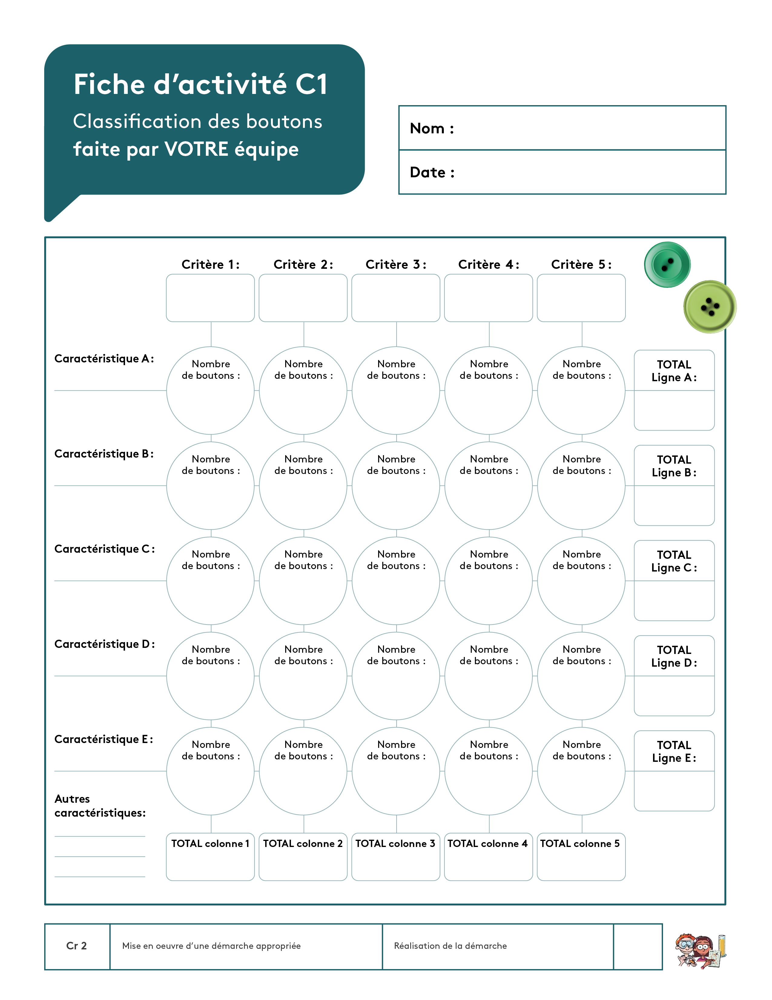 Fiche d’activité C1
Classification des boutons
faite par VOTRE équipe
Nom :
Date :
Critère 1 :
Critère 2 :
Critère 3 :
Critère 4 :
Critère 5 :
Caractéristique A :
Nombre
de boutons :
Nombre
de boutons :
Nombre
de boutons :
Nombre
de boutons :
Nombre
de boutons :
TOTAL
Ligne A :
Caractéristique B :
Nombre
de boutons :
Nombre
de boutons :
Nombre
de boutons :
Nombre
de boutons :
Nombre
de boutons :
TOTAL
Ligne B :
Caractéristique C :
Nombre
de boutons :
Nombre
de boutons :
Nombre
de boutons :
Nombre
de boutons :
Nombre
de boutons :
TOTAL
Ligne C :
Caractéristique D :
Nombre
de boutons :
Nombre
de boutons :
Nombre
de boutons :
Nombre
de boutons :
Nombre
de boutons :
TOTAL
Ligne D :
Caractéristique E :
Nombre
de boutons :
Nombre
de boutons :
Nombre
de boutons :
Nombre
de boutons :
Nombre
de boutons :
TOTAL
Ligne E :
Autres
caractéristiques:
TOTAL colonne 1
TOTAL colonne 2
TOTAL colonne 3
TOTAL colonne 4
TOTAL colonne 5
Cr 2
Mise en oeuvre d’une démarche appropriée
Réalisation de la démarche